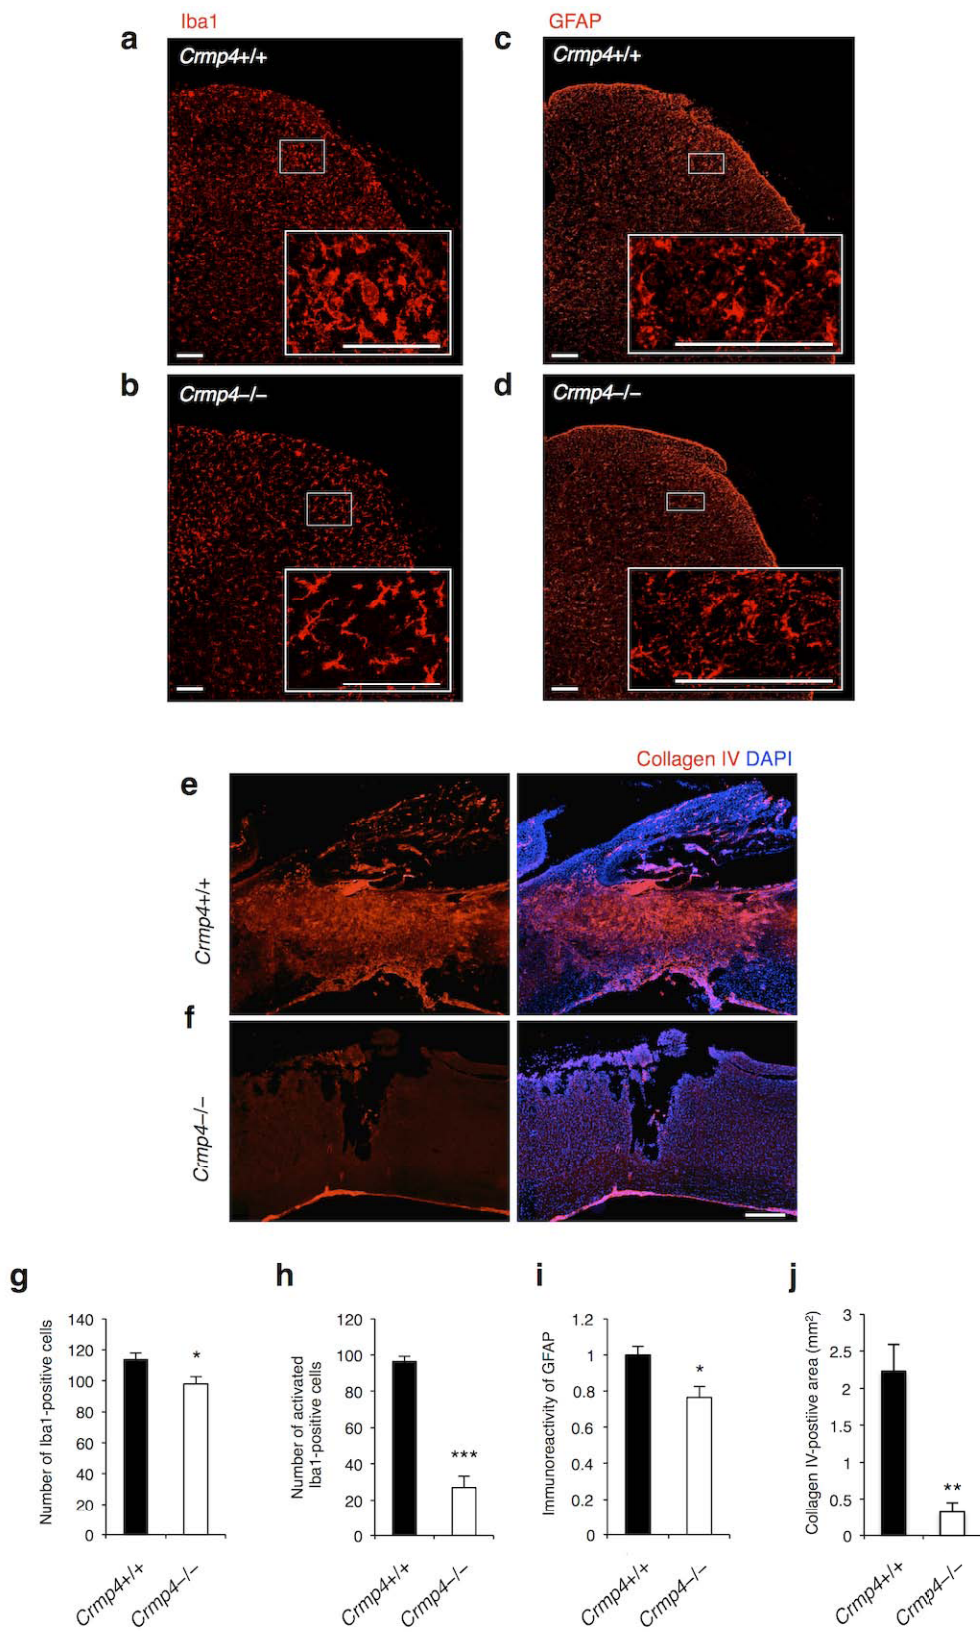 Iba1
GFAP
a
Crmp4+/+
c
Crmp4+/+
b
Crmp4–/–
d
Crmp4–/–
Collagen IV DAPI
e
Crmp4+/+
f
Crmp4–/–
g
Number of Iba1-positive cells
140
120
100
80
60
40
20
0
*
Crmp4+/+
Crmp4–/–
h
Number of activated
Iba1-positive cells
120
100
80
60
40
20
0
***
Crmp4+/+
Crmp4–/–
i
Immunoreactivity of GFAP
1.2
1
0.8
0.6
0.4
0.2
0
*
Crmp4+/+
Crmp4–/–
j
Collagen IV-postiive area (mm²)
3
2.5
2
1.5
1
0.5
0
**
Crmp4+/+
Crmp4–/–